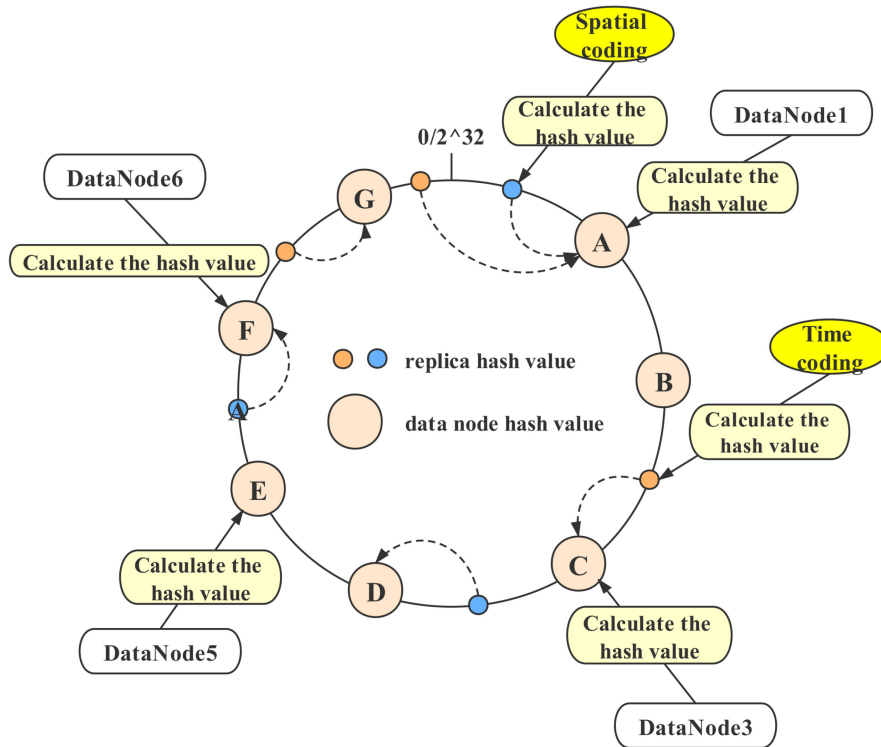 Spatial
coding
Calculate the
hash value
DataNode1
0/2^32
Calculate the
hash value
DataNode6
G
A
Calculate the hash value
F
Time
coding
replica hash value
B
A
data node hash value
Calculate the
hash value
E
C
Calculate the
hash value
D
Calculate the
hash value
DataNode5
DataNode3